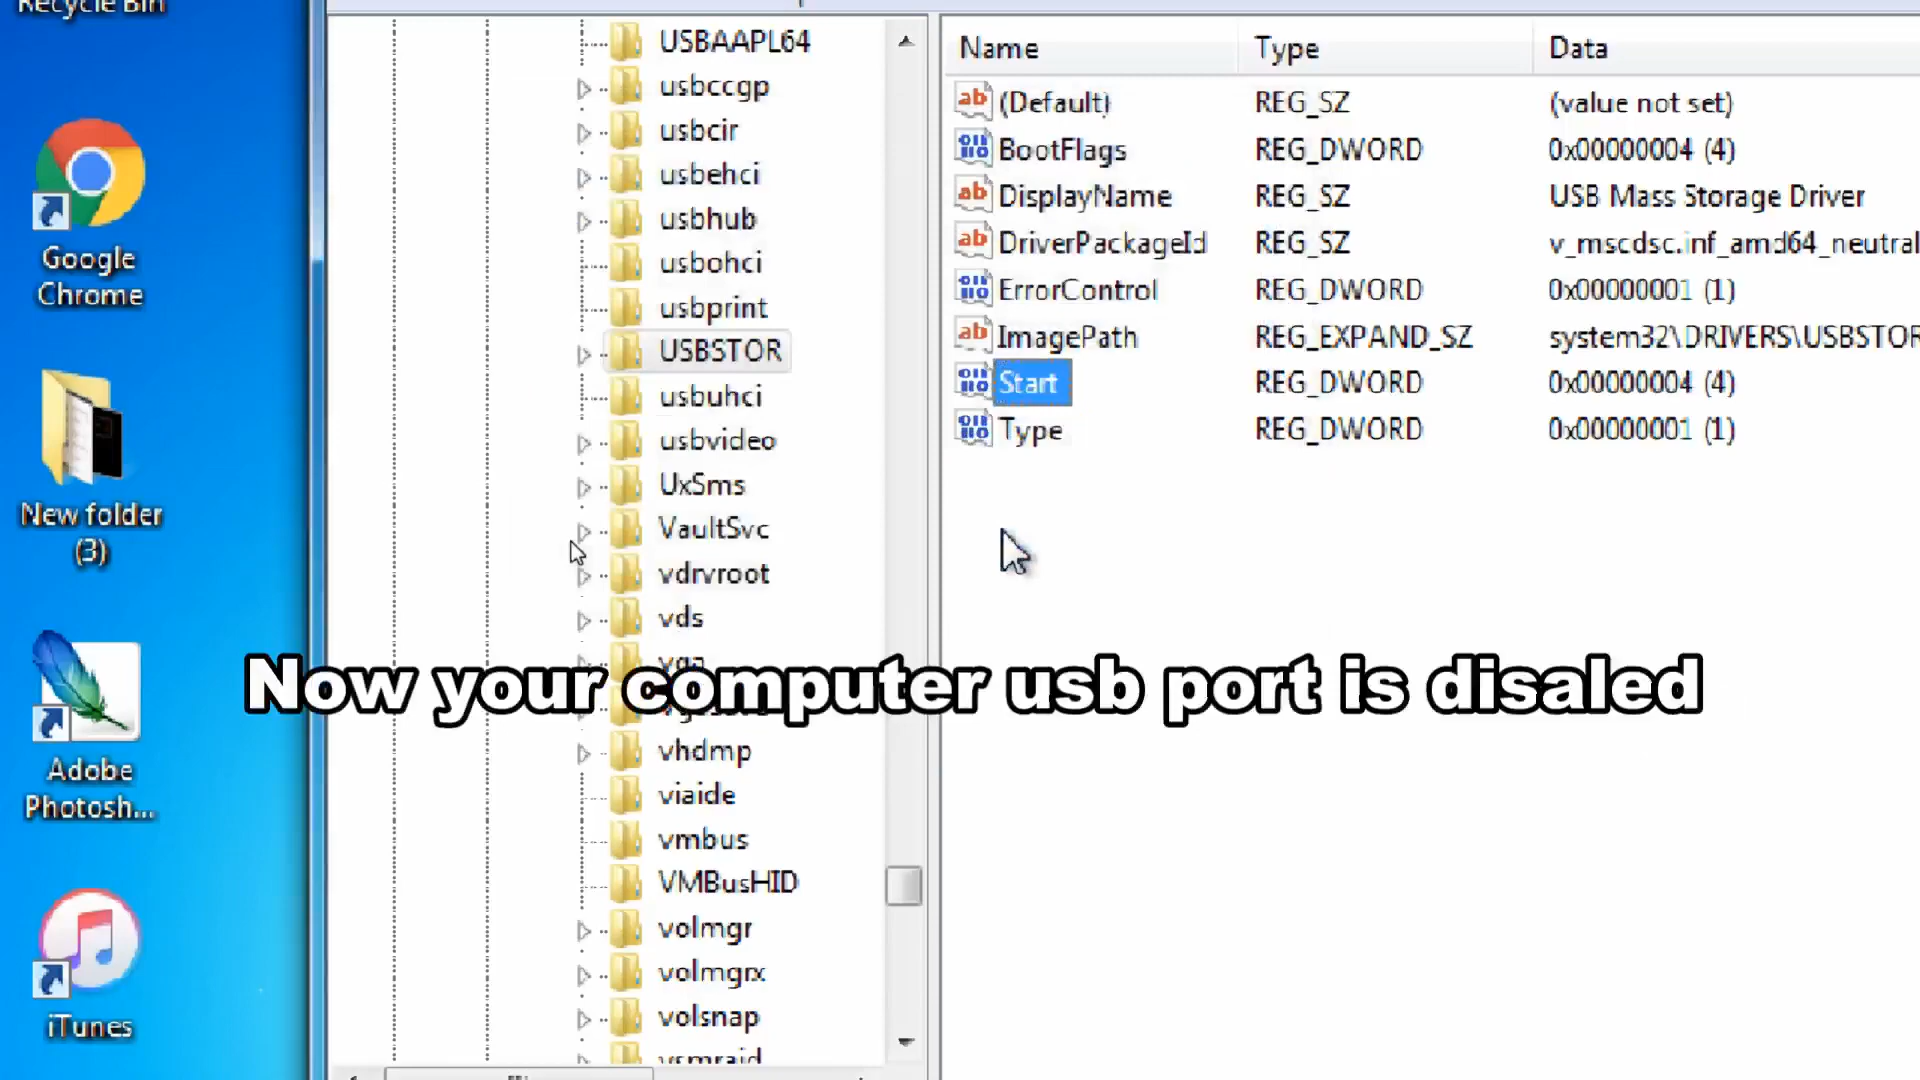 Recycle Bin
Google
Chrome
New folder
(3)
Adobe
Photosh...
iTunes
USBAAPL64
usbccgp
usbcir
usbehci
usbhub
usbohci
usbprint
USBSTOR
usbuhci
usbvideo
UxSms
VaultSvc
vdrvroot
vds
vhdmp
viaide
vmbus
VMBusHID
volmgr
volmgrx
volsnap
vsmraid
Name Type Data
(Default) REG_SZ (value not set)
BootFlags REG_DWORD 0x00000004 (4)
DisplayName REG_SZ USB Mass Storage Driver
DriverPackageId REG_SZ v_mscdsc.inf_amd64_neutral
ErrorControl REG_DWORD 0x00000001 (1)
ImagePath REG_EXPAND_SZ system32\DRIVERS\USBSTOR
Start REG_DWORD 0x00000004 (4)
Type REG_DWORD 0x00000001 (1)
Now your computer usb port is disaled